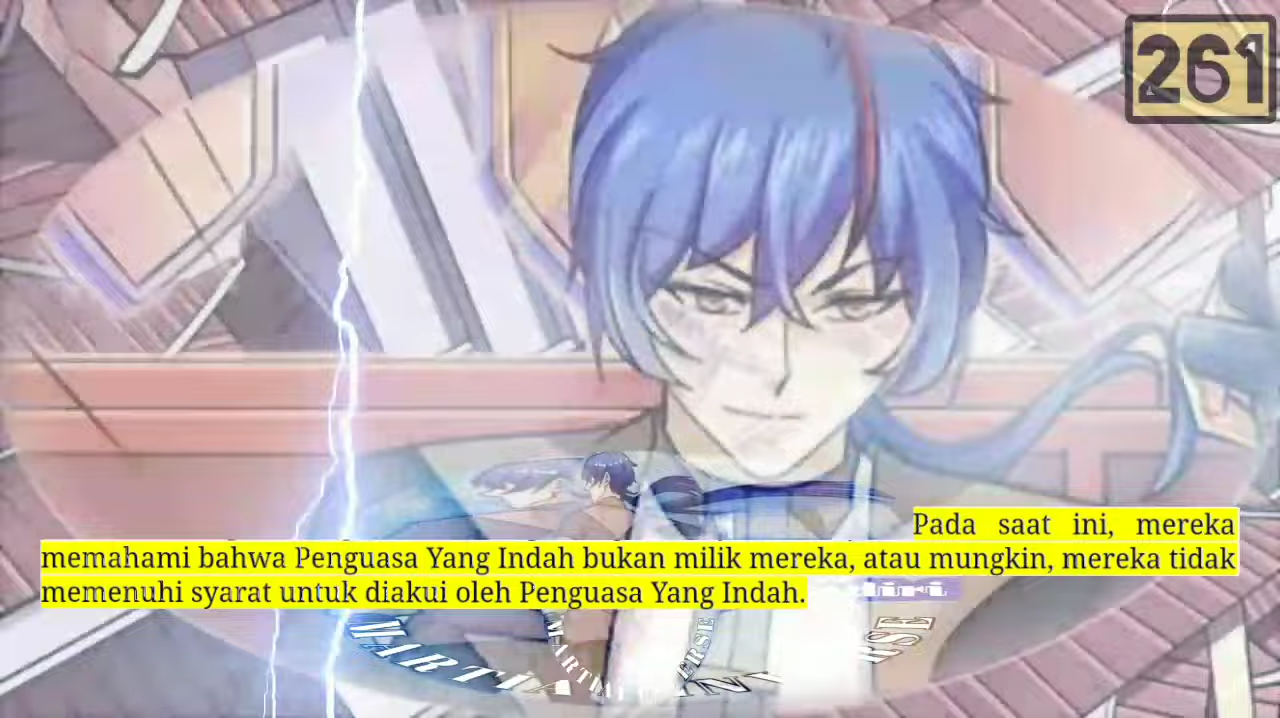 261
Pada saat ini, mereka
memahami bahwa Penguasa Yang Indah bukan milik mereka, atau mungkin, mereka tidak
memenuhi syarat untuk diakui oleh Penguasa Yang Indah.